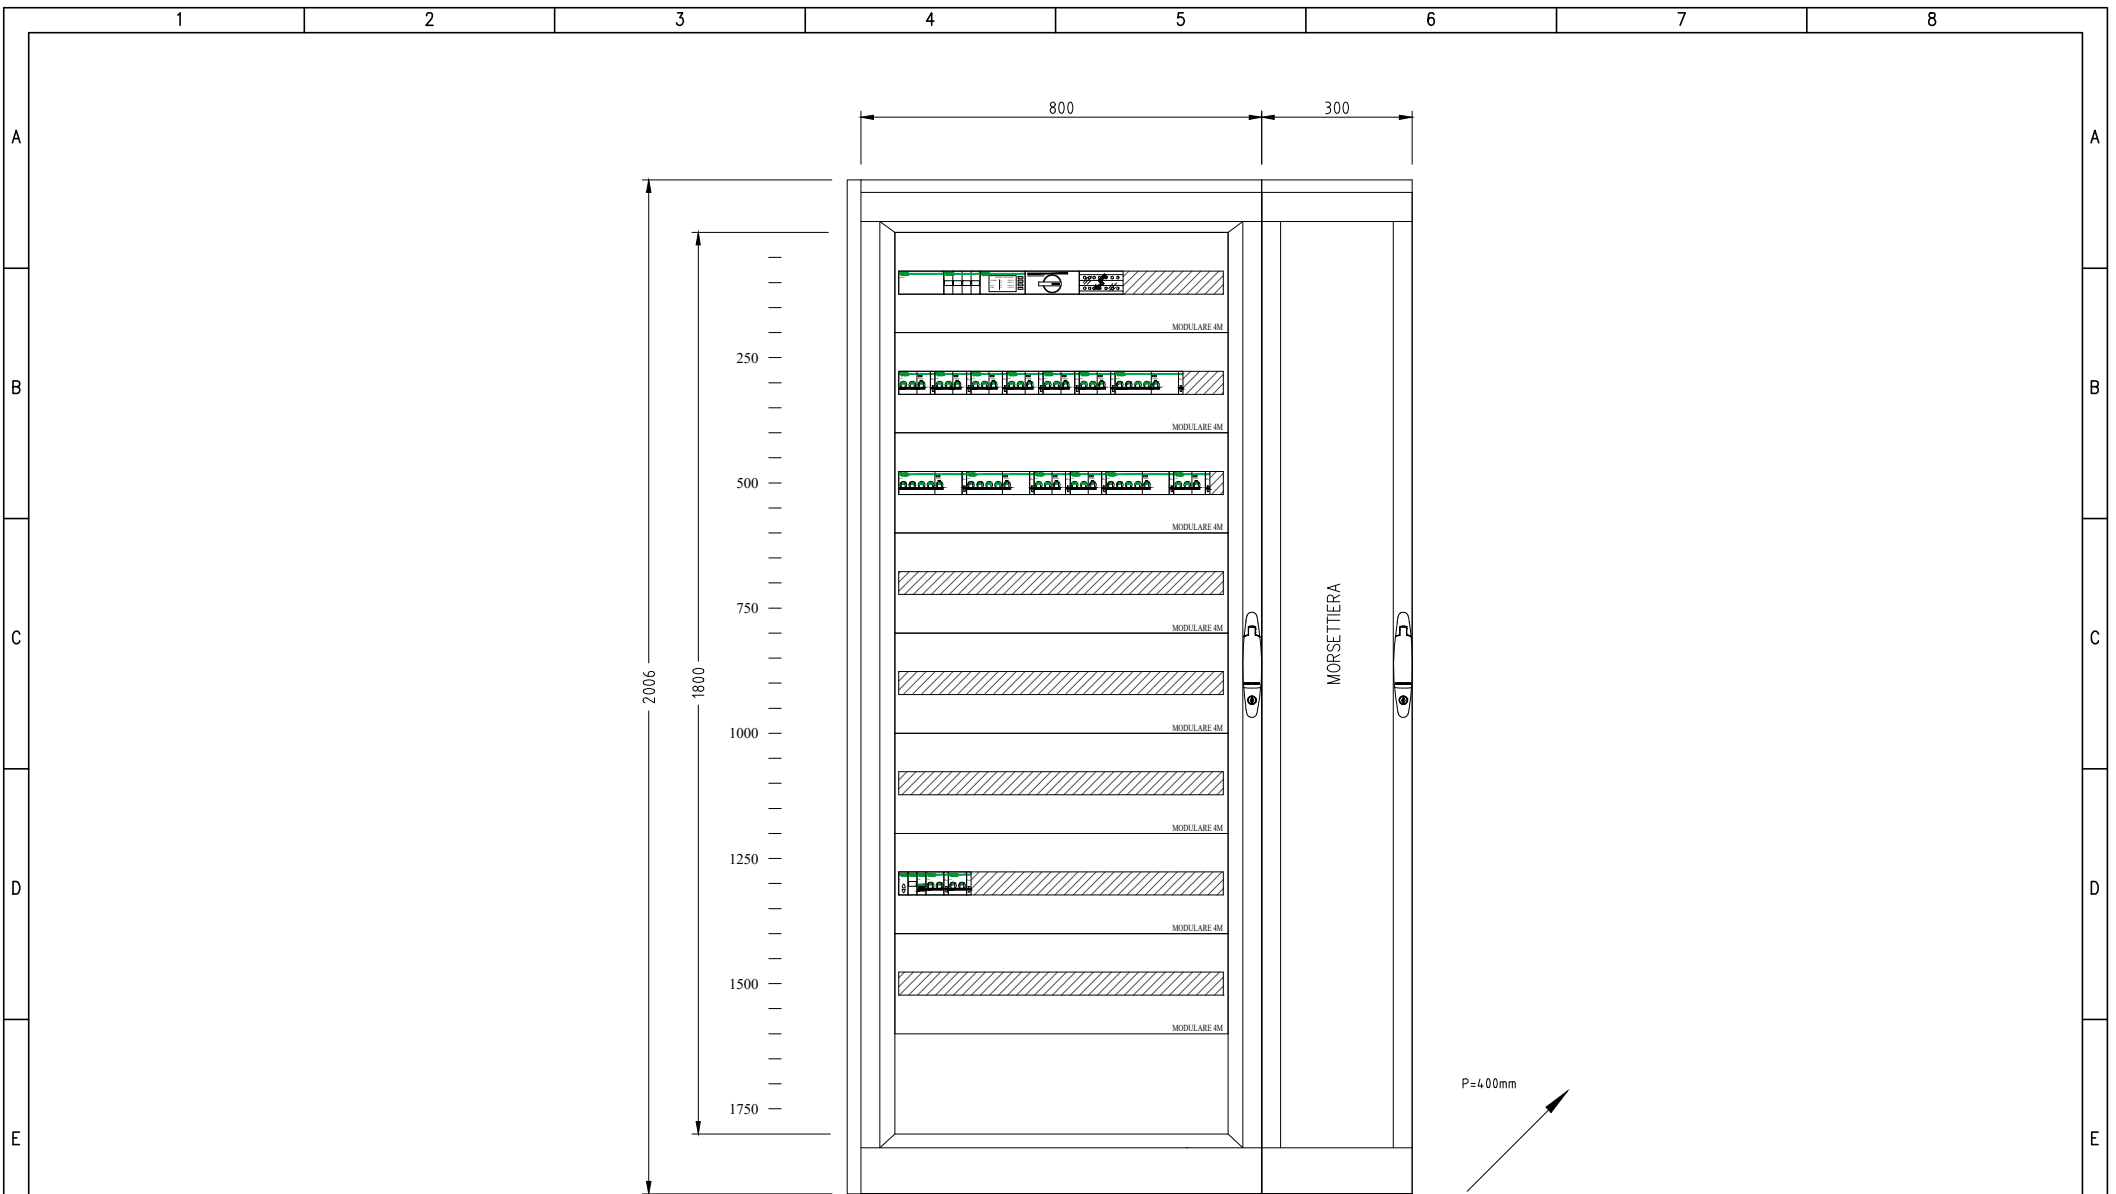 1 2 3 4 5 6 7 8
800 300
A A
MODULARE 4M
250
B B
MODULARE 4M
500
MODULARE 4M
750
MODULARE 4M
C C
MORSETTIERA
2006
1800
1000
MODULARE 4M
MODULARE 4M
1250
D D
MODULARE 4M
1500
MODULARE 4M
P=400mm
1750
E E